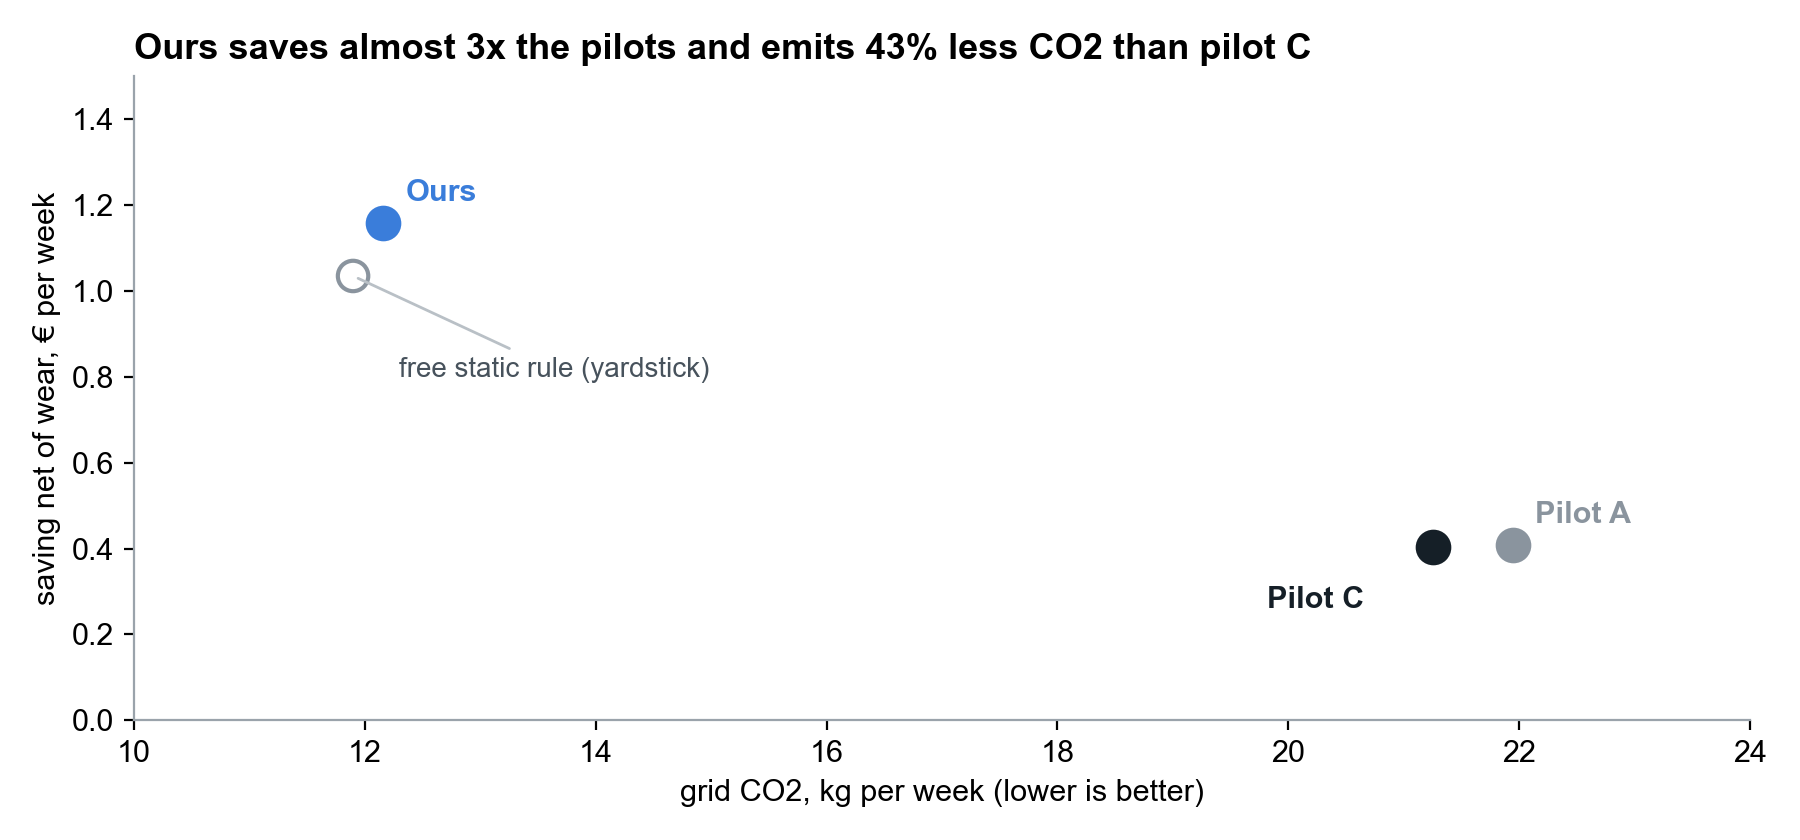 Ours saves almost 3x the pilots and emits 43% less CO2 than pilot C
saving net of wear, € per week
1.4
1.2
1.0
0.8
0.6
0.4
0.2
0.0
Ours
free static rule (yardstick)
Pilot A
Pilot C
10
12
14
16
18
20
22
24
grid CO2, kg per week (lower is better)